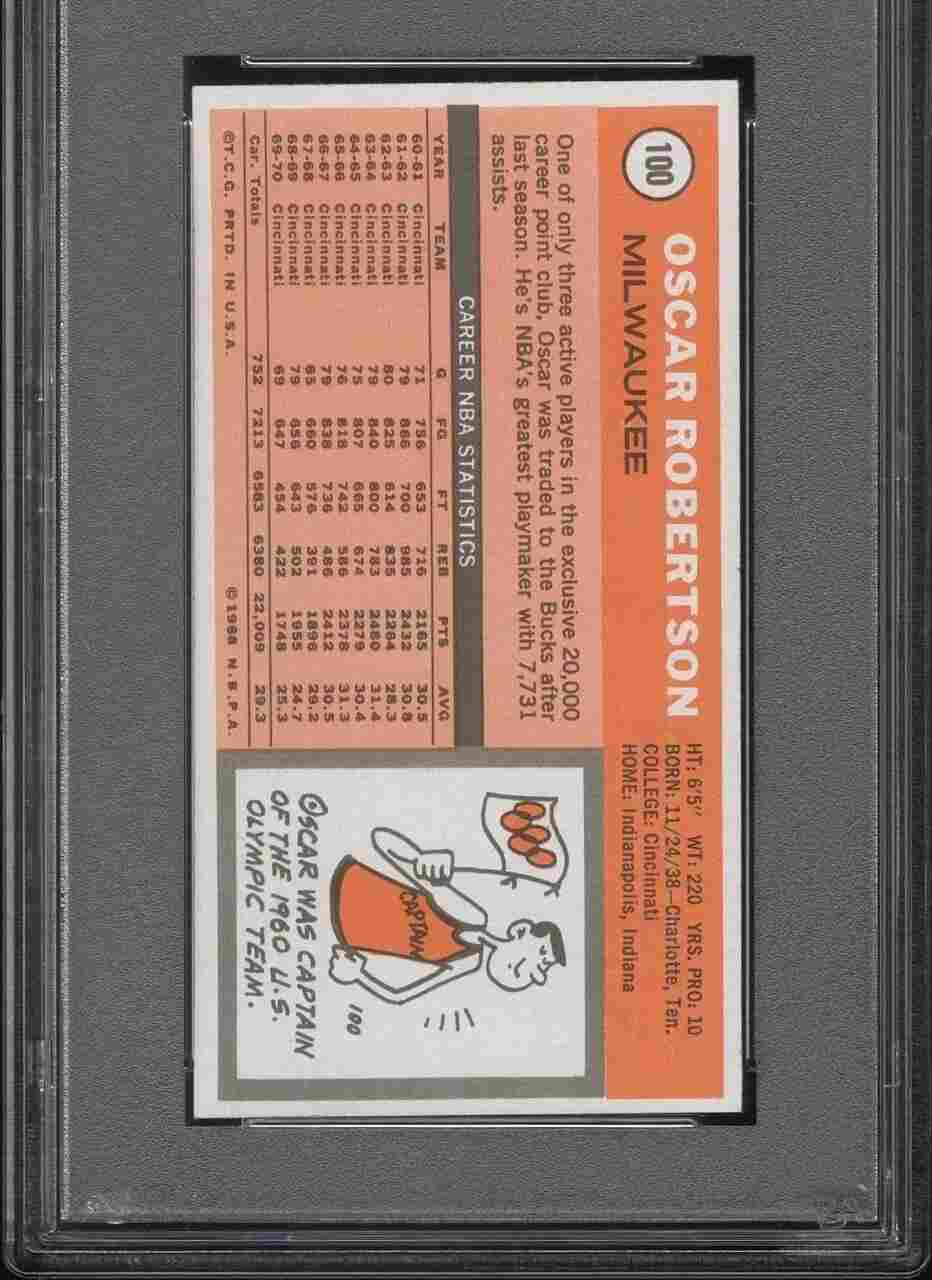 100
OSCAR ROBERTSON
MILWAUKEE
HT: 6'5" WT: 220 YRS. PRO: 10
BORN: 11/24/38—Charlotte, Ten.
COLLEGE: Cincinnati
HOME: Indianapolis, Indiana
One of only three active players in the exclusive 20,000
career point club, Oscar was traded to the Bucks after
last season. He's NBA's greatest playmaker with 7,731
assists.
CAREER NBA STATISTICS
YEAR TEAM G FG FT REB PTS AVG
60-61 Cincinnati 71 756 653 716 2165 30.5
61-62 Cincinnati 79 866 700 985 2432 30.8
62-63 Cincinnati 80 825 614 835 2264 28.3
63-64 Cincinnati 79 840 800 783 2480 31.4
64-65 Cincinnati 75 807 665 674 2279 30.4
65-66 Cincinnati 76 818 742 586 2378 31.3
66-67 Cincinnati 79 838 736 486 2412 30.5
67-68 Cincinnati 65 660 576 391 1896 29.2
68-69 Cincinnati 79 656 643 502 1955 24.7
69-70 Cincinnati 69 647 454 422 1748 25.3
Car. Totals 752 7213 6583 6380 22,009 29.3
©T.C.G. PRTD. IN U.S.A. ©1968 N.B.P.A.
CAPTAIN
100
OSCAR WAS CAPTAIN
OF THE 1960 U.S.
OLYMPIC TEAM.